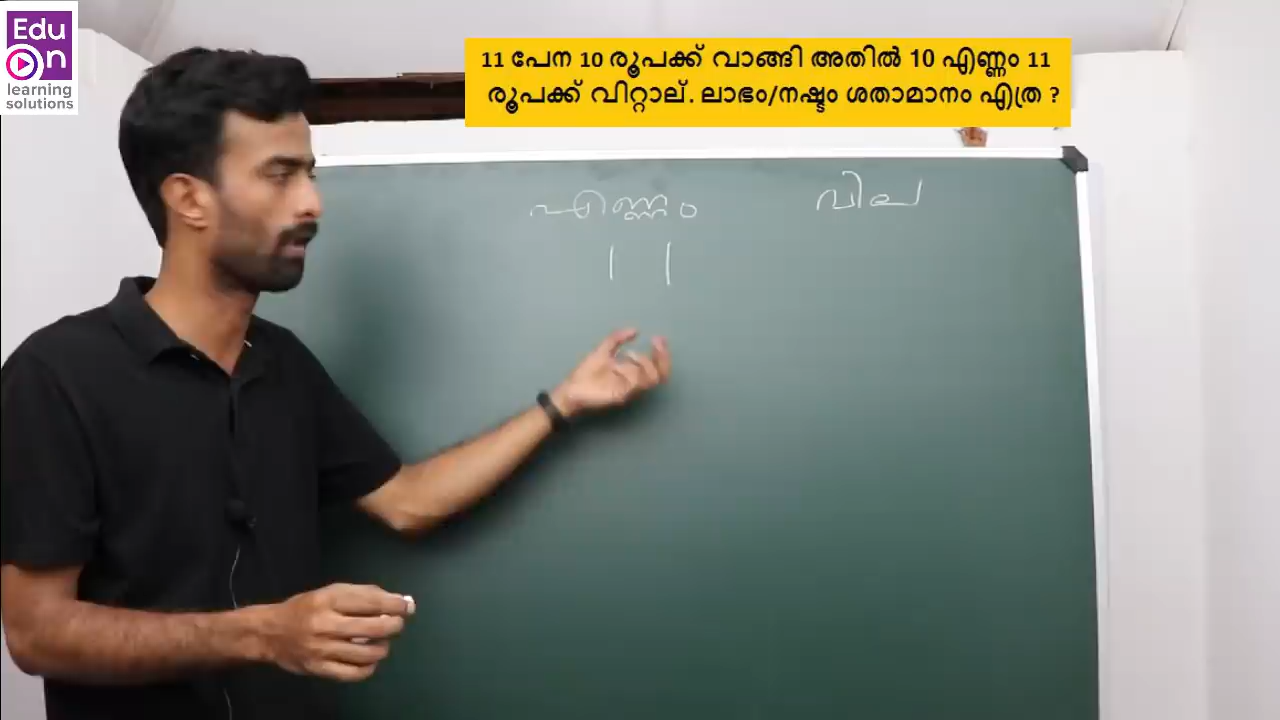 Edu
On
learning
solutions
11 പേന 10 രൂപക്ക് വാങ്ങി അതിൽ 10 എണ്ണം 11
രൂപക്ക് വിറ്റാല്. ലാഭം/നഷ്ടം ശതാമാനം എത്ര ?
എണ്ണം വില
11